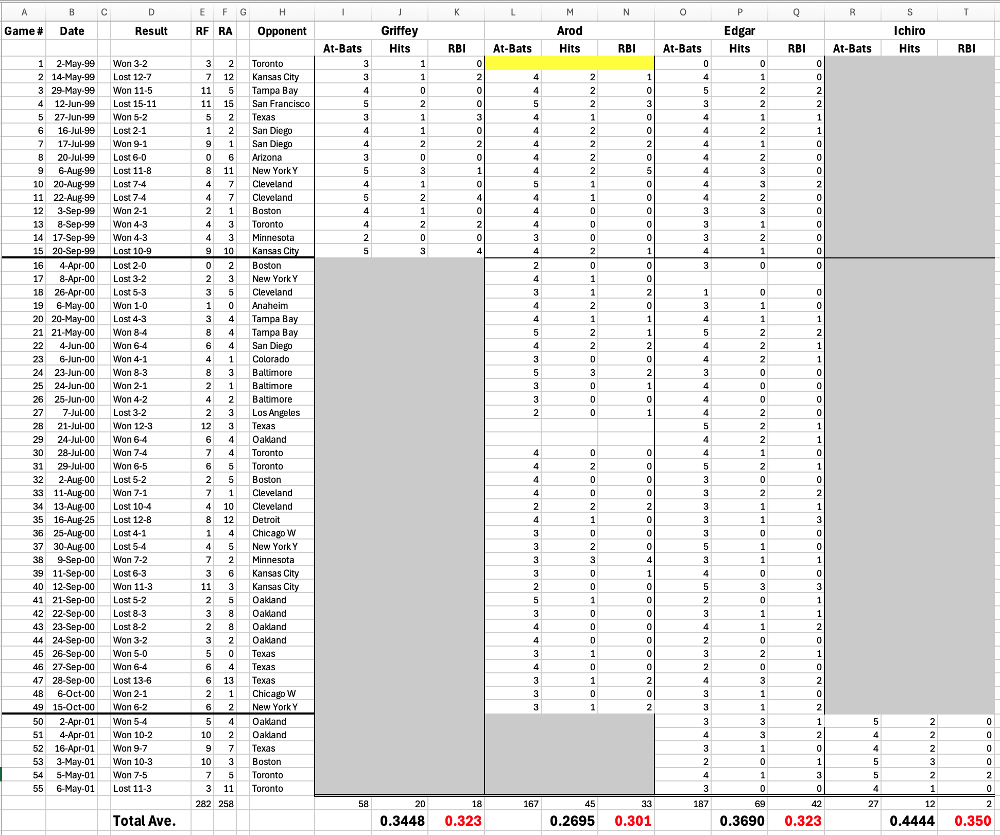 A B C D E F G H I J K L M N O P Q R S T
Game # Date Result RF RA Opponent Griffey Arod Edgar Ichiro
At-Bats Hits RBI At-Bats Hits RBI At-Bats Hits RBI At-Bats Hits RBI
1 2-May-99 Won 3-2 3 2 Toronto 3 1 0 0 0 0
2 14-May-99 Lost 12-7 7 12 Kansas City 3 1 2 4 2 1 4 1 0
3 29-May-99 Won 11-5 11 5 Tampa Bay 4 0 0 4 2 0 5 2 2
4 12-Jun-99 Lost 15-11 11 15 San Francisco 5 2 0 5 2 3 3 2 2
5 27-Jun-99 Won 5-2 5 2 Texas 3 1 3 4 1 0 4 1 1
6 16-Jul-99 Lost 2-1 1 2 San Diego 4 1 0 4 2 0 4 2 1
7 17-Jul-99 Won 9-1 9 1 San Diego 4 2 2 4 2 2 4 1 0
8 20-Jul-99 Lost 6-0 0 6 Arizona 3 0 0 4 2 0 4 2 0
9 6-Aug-99 Lost 11-8 8 11 New York Y 5 3 1 4 2 5 4 3 0
10 20-Aug-99 Lost 7-4 4 7 Cleveland 4 1 0 5 1 0 4 3 2
11 22-Aug-99 Lost 7-4 4 7 Cleveland 5 2 4 4 1 0 4 2 0
12 3-Sep-99 Won 2-1 2 1 Boston 4 1 0 4 0 0 3 3 0
13 8-Sep-99 Won 4-3 4 3 Toronto 4 2 2 4 0 0 3 1 0
14 17-Sep-99 Won 4-3 4 3 Minnesota 2 0 0 3 0 0 3 2 0
15 20-Sep-99 Lost 10-9 9 10 Kansas City 5 3 4 4 2 1 4 1 0
16 4-Apr-00 Lost 2-0 0 2 Boston 2 0 0 3 0 0
17 8-Apr-00 Lost 3-2 2 3 New York Y 4 1 0
18 26-Apr-00 Lost 5-3 3 5 Cleveland 3 1 2 1 0 0
19 6-May-00 Won 1-0 1 0 Anaheim 4 2 0 3 1 0
20 20-May-00 Lost 4-3 3 4 Tampa Bay 4 1 1 4 1 1
21 21-May-00 Won 8-4 8 4 Tampa Bay 5 2 1 5 2 2
22 4-Jun-00 Won 6-4 6 4 San Diego 4 2 2 4 2 1
23 6-Jun-00 Won 4-1 4 1 Colorado 3 0 0 4 2 1
24 23-Jun-00 Won 8-3 8 3 Baltimore 5 3 2 3 0 0
25 24-Jun-00 Won 2-1 2 1 Baltimore 3 0 1 4 0 0
26 25-Jun-00 Won 4-2 4 2 Baltimore 3 0 0 4 0 0
27 7-Jul-00 Lost 3-2 2 3 Los Angeles 2 0 1 4 2 0
28 21-Jul-00 Won 12-3 12 3 Texas 5 2 1
29 24-Jul-00 Won 6-4 6 4 Oakland 4 2 1
30 28-Jul-00 Won 7-4 7 4 Toronto 4 0 0 4 1 0
31 29-Jul-00 Won 6-5 6 5 Toronto 4 2 0 5 2 1
32 2-Aug-00 Lost 5-2 2 5 Boston 4 0 0 3 0 0
33 11-Aug-00 Won 7-1 7 1 Cleveland 4 0 0 3 2 2
34 13-Aug-00 Lost 10-4 4 10 Cleveland 2 2 2 3 1 1
35 16-Aug-25 Lost 12-8 8 12 Detroit 4 1 0 3 1 3
36 25-Aug-00 Lost 4-1 1 4 Chicago W 3 0 0 3 0 0
37 30-Aug-00 Lost 5-4 4 5 New York Y 3 2 0 5 1 0
38 9-Sep-00 Won 7-2 7 2 Minnesota 3 3 4 3 1 1
39 11-Sep-00 Lost 6-3 3 6 Kansas City 3 0 1 4 0 0
40 12-Sep-00 Won 11-3 11 3 Kansas City 2 0 0 5 3 3
41 21-Sep-00 Lost 5-2 2 5 Oakland 5 1 0 2 0 1
42 22-Sep-00 Lost 8-3 3 8 Oakland 3 0 0 3 1 1
43 23-Sep-00 Lost 8-2 2 8 Oakland 4 0 0 4 1 2
44 24-Sep-00 Won 3-2 3 2 Oakland 4 0 0 2 0 0
45 26-Sep-00 Won 5-0 5 0 Texas 3 1 0 3 2 1
46 27-Sep-00 Won 6-4 6 4 Texas 4 0 0 2 0 0
47 28-Sep-00 Lost 13-6 6 13 Texas 3 1 2 4 3 2
48 6-Oct-00 Won 2-1 2 1 Chicago W 3 0 0 3 1 0
49 15-Oct-00 Won 6-2 6 2 New York Y 3 1 2 3 1 2
50 2-Apr-01 Won 5-4 5 4 Oakland 3 3 1 5 2 0
51 4-Apr-01 Won 10-2 10 2 Oakland 4 3 2 4 2 0
52 16-Apr-01 Won 9-7 9 7 Texas 3 1 0 4 2 0
53 3-May-01 Won 10-3 10 3 Boston 2 0 1 5 3 0
54 5-May-01 Won 7-5 7 5 Toronto 4 1 3 5 2 2
55 6-May-01 Lost 11-3 3 11 Toronto 3 0 0 4 1 0
282 258 58 20 18 167 45 33 187 69 42 27 12 2
Total Ave. 0.3448 0.323 0.2695 0.301 0.3690 0.323 0.4444 0.350